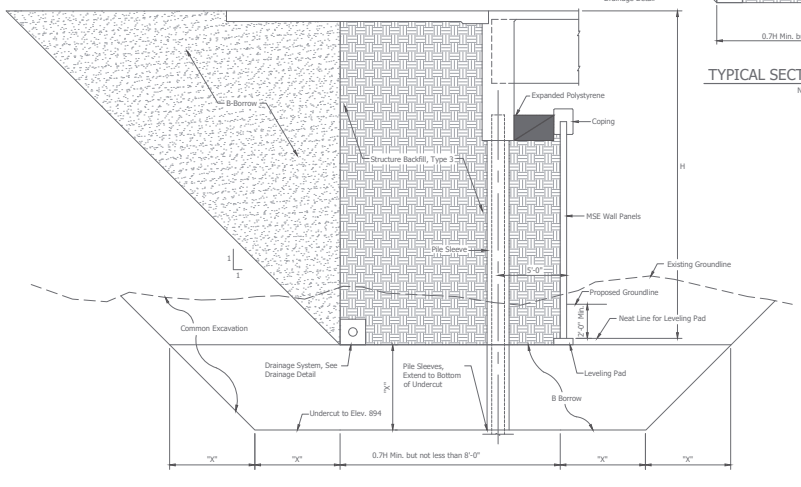 Drainage Detail
0.7H Min. bu
TYPICAL SECT
N
Expanded Polystyrene
B-Borrow
Coping
Structure Backfill, Type 3
H
MSE Wall Panels
Pile Sleeve
1
1
5'-0"
Existing Groundline
Proposed Groundline
2'-0" Min.
Neat Line for Leveling Pad
Common Excavation
Drainage System, See
Drainage Detail
"X"
Pile Sleeves,
Extend to Bottom
of Undercut
Leveling Pad
B Borrow
Undercut to Elev. 894
"X"
"X"
0.7H Min. but not less than 8'-0"
"X"
"X"